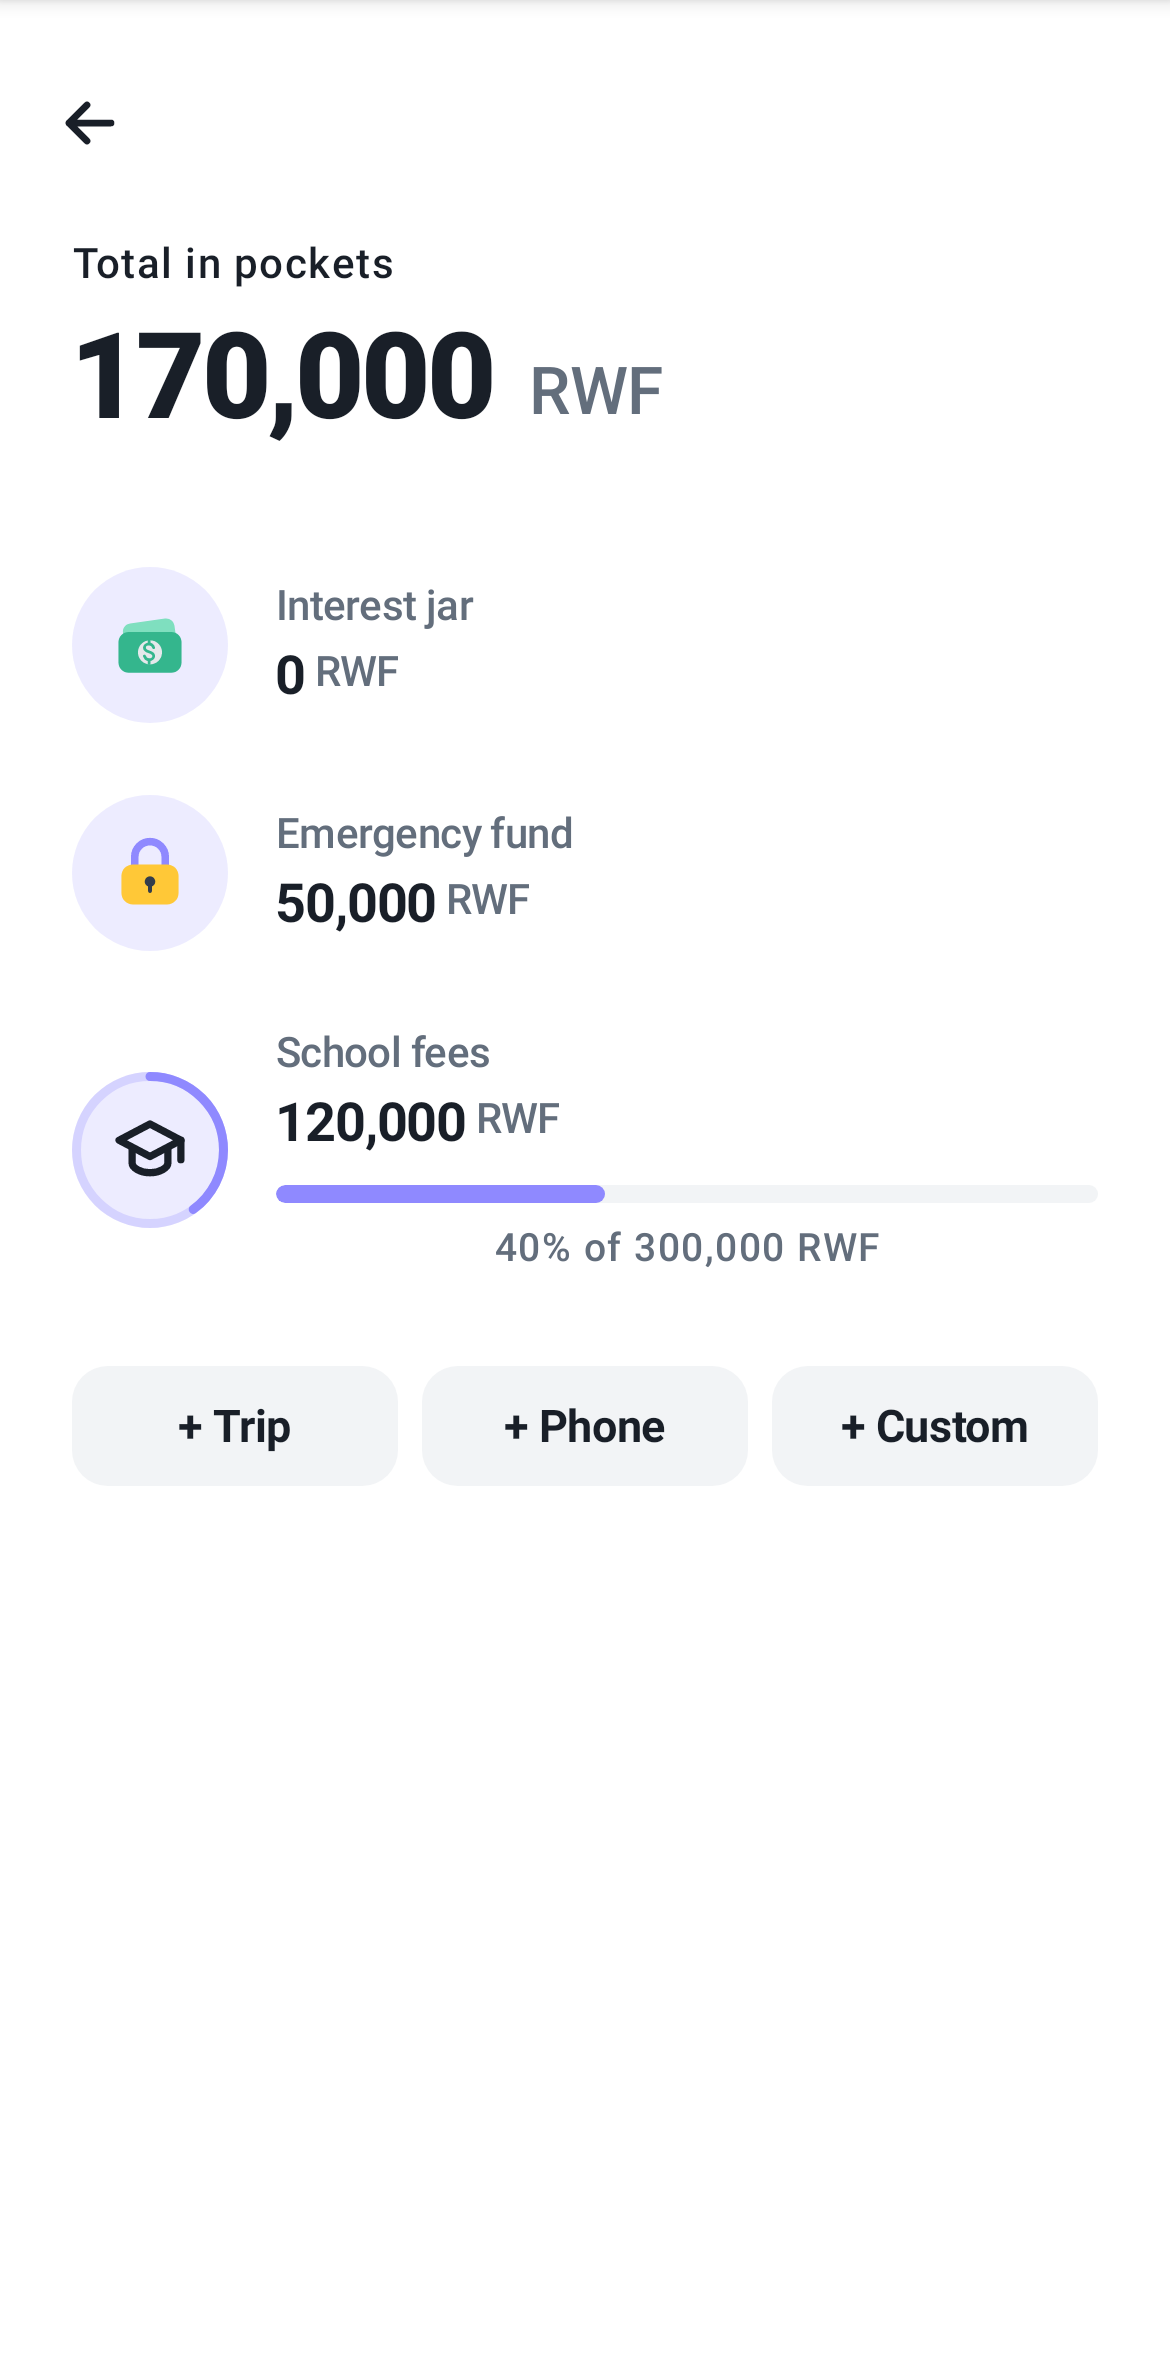 Total in pockets
170,000 RWF
Interest jar
0 RWF
Emergency fund
50,000 RWF
School fees
120,000 RWF
40% of 300,000 RWF
+ Trip
+ Phone
+ Custom